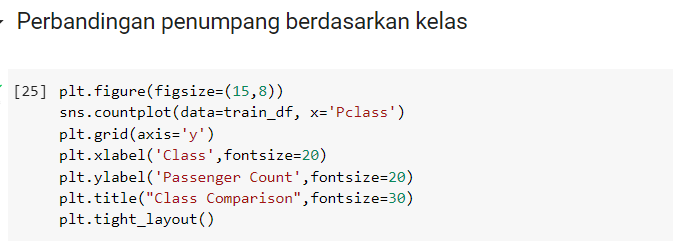 Perbandingan penumpang berdasarkan kelas
[25] plt.figure(figsize=(15,8))
sns.countplot(data=train_df, x='Pclass')
plt.grid(axis='y')
plt.xlabel('Class',fontsize=20)
plt.ylabel('Passenger Count',fontsize=20)
plt.title("Class Comparison",fontsize=30)
plt.tight_layout()